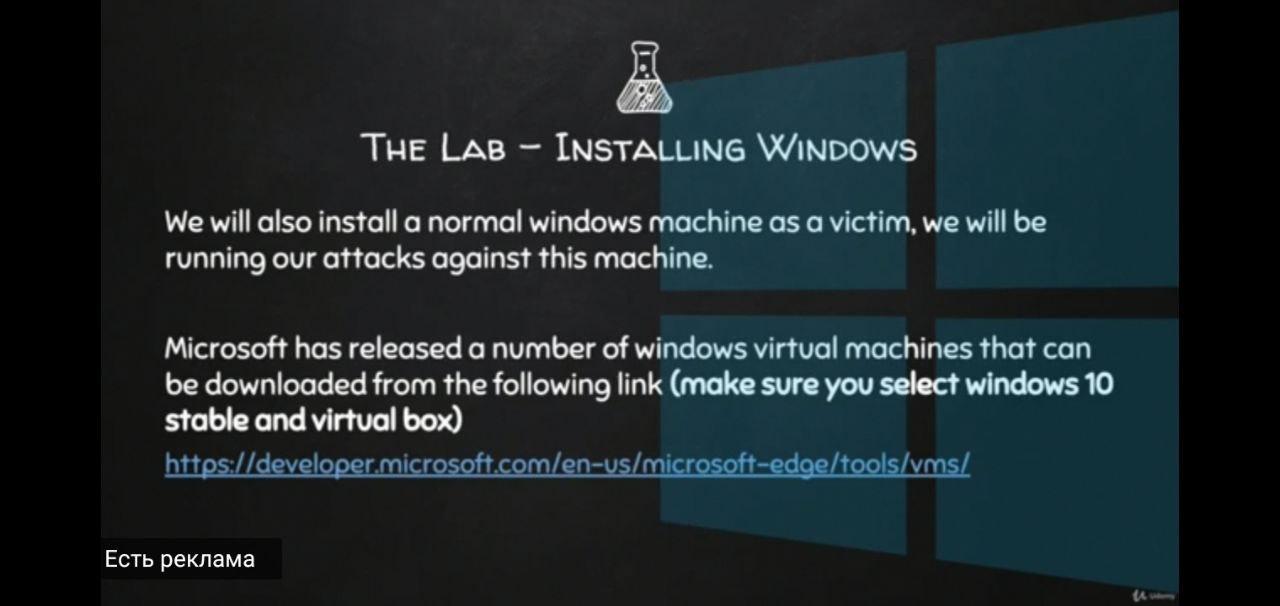 The Lab – Installing Windows
We will also install a normal windows machine as a victim, we will be
running our attacks against this machine.
Microsoft has released a number of windows virtual machines that can
be downloaded from the following link (make sure you select windows 10
stable and virtual box)
https://developer.microsoft.com/en-us/microsoft-edge/tools/vms/
Есть реклама
Udemy